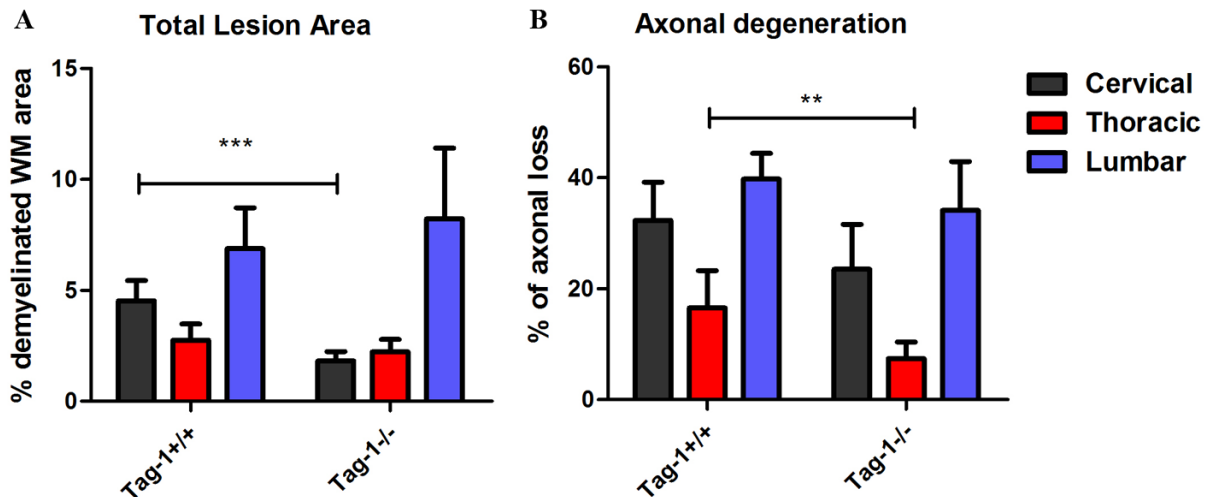 A
Total Lesion Area
% demyelinated WM area
15
10
5
0
***
Tag-1+/+
Tag-1-/-
B
Axonal degeneration
% of axonal loss
60
40
20
0
**
Tag-1+/+
Tag-1-/-
Cervical
Thoracic
Lumbar